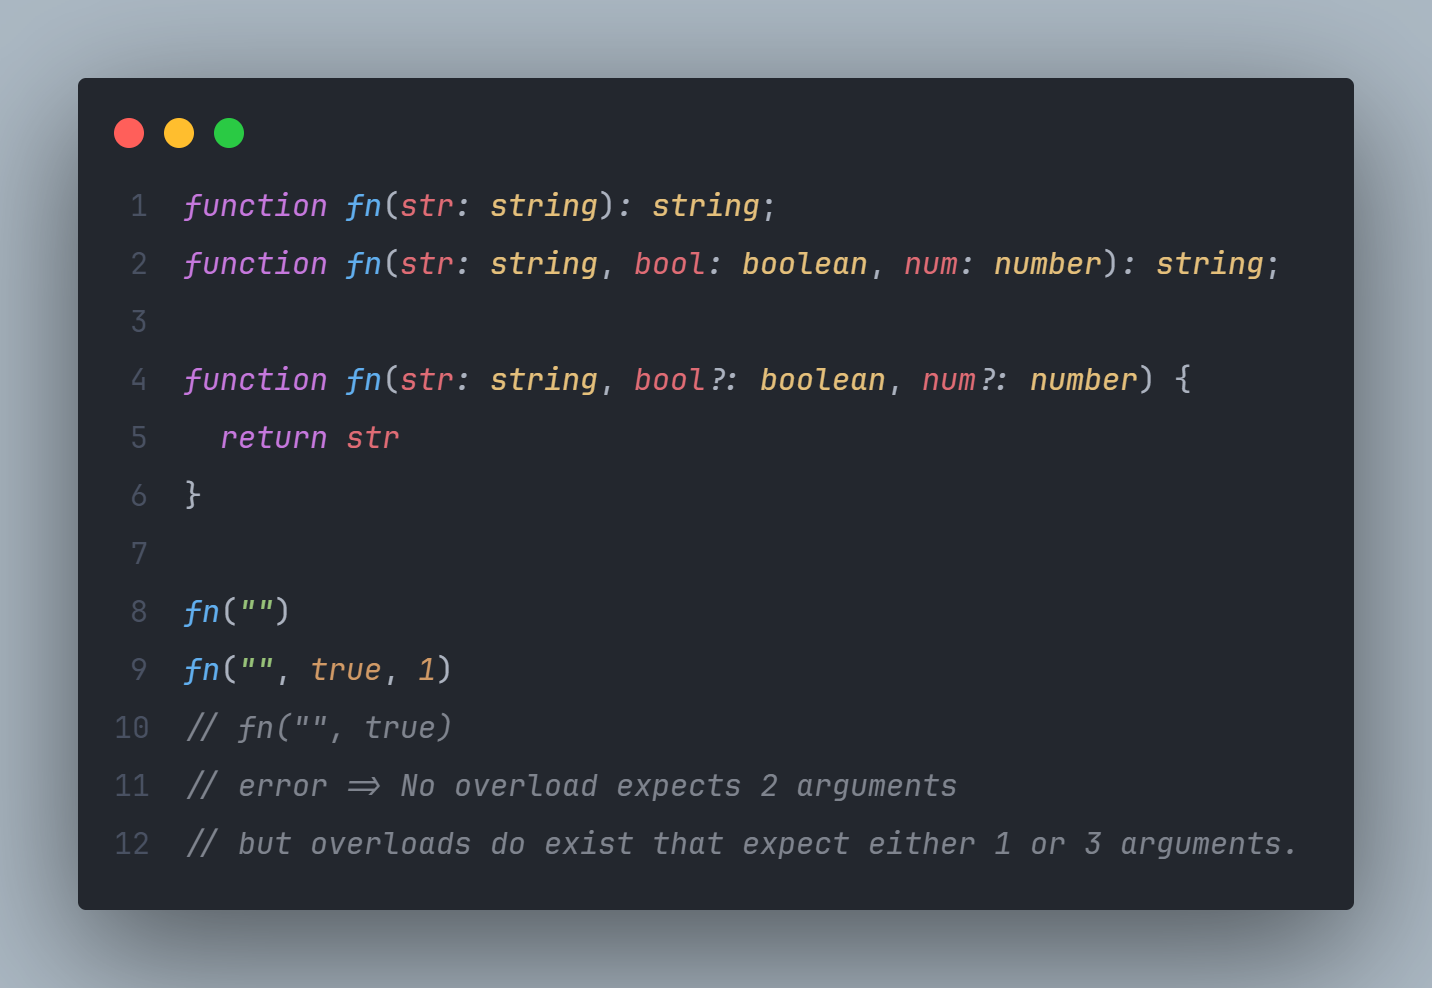 1 function fn(str: string): string;
2 function fn(str: string, bool: boolean, num: number): string;
3
4 function fn(str: string, bool?: boolean, num?: number) {
5   return str
6 }
7
8 fn("")
9 fn("", true, 1)
10 // fn("", true)
11 // error => No overload expects 2 arguments
12 // but overloads do exist that expect either 1 or 3 arguments.